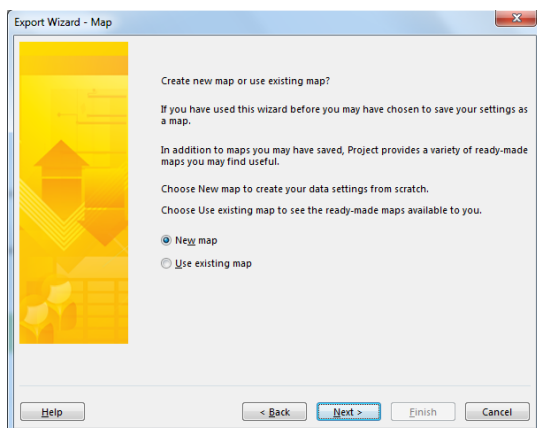 Export Wizard - Map
Create new map or use existing map?
If you have used this wizard before you may have chosen to save your settings as
a map.
In addition to maps you may have saved, Project provides a variety of ready-made
maps you may find useful.
Choose New map to create your data settings from scratch.
Choose Use existing map to see the ready-made maps available to you.
New map
Use existing map
Help
< Back
Next >
Finish
Cancel